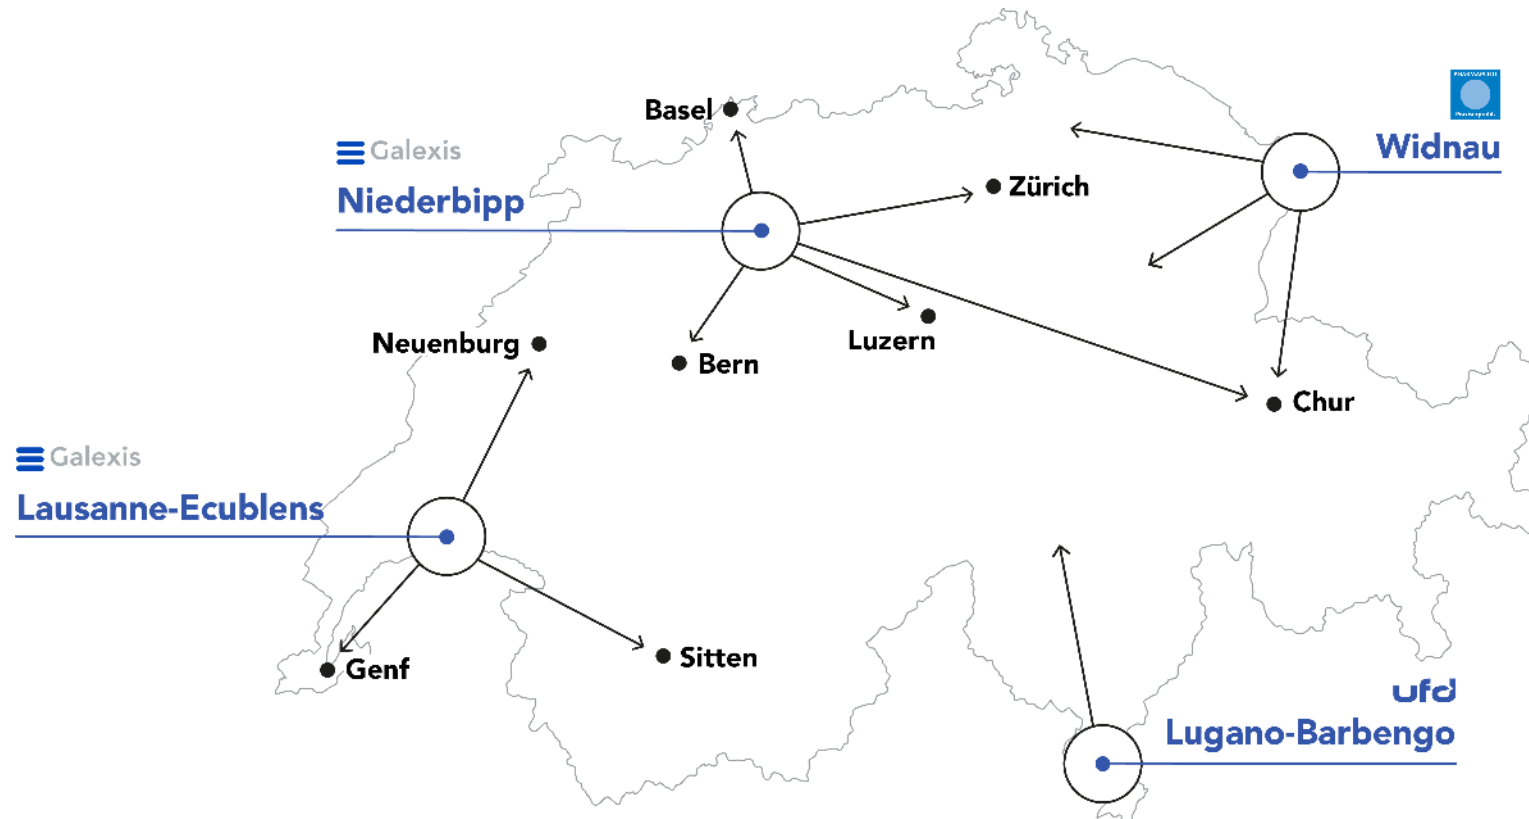 Basel
Galexis
Niederbipp
Zürich
Widnau
Neuenburg
Bern
Luzern
Chur
Galexis
Lausanne-Ecublens
Genf
Sitten
ufd
Lugano-Barbengo